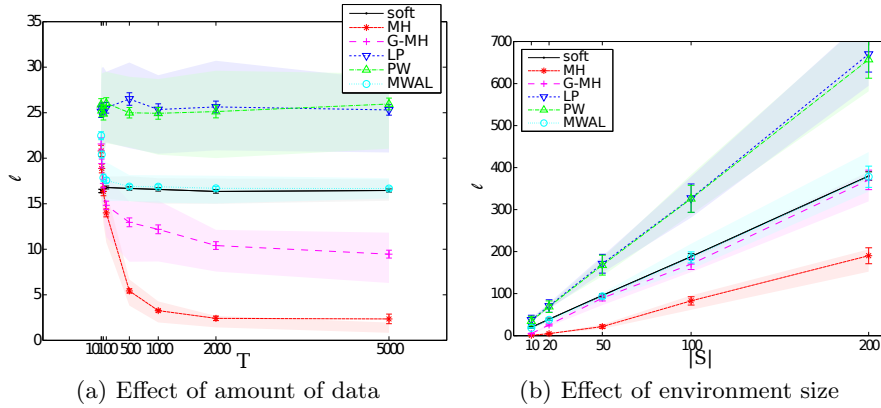 35
30
25
20
15
10
5
0
ℓ
10
100
500
1000
2000
5000
T
soft
MH
G-MH
LP
PW
MWAL
(a) Effect of amount of data
700
600
500
400
300
200
100
0
ℓ
10
20
50
100
200
|S|
soft
MH
G-MH
LP
PW
MWAL
(b) Effect of environment size